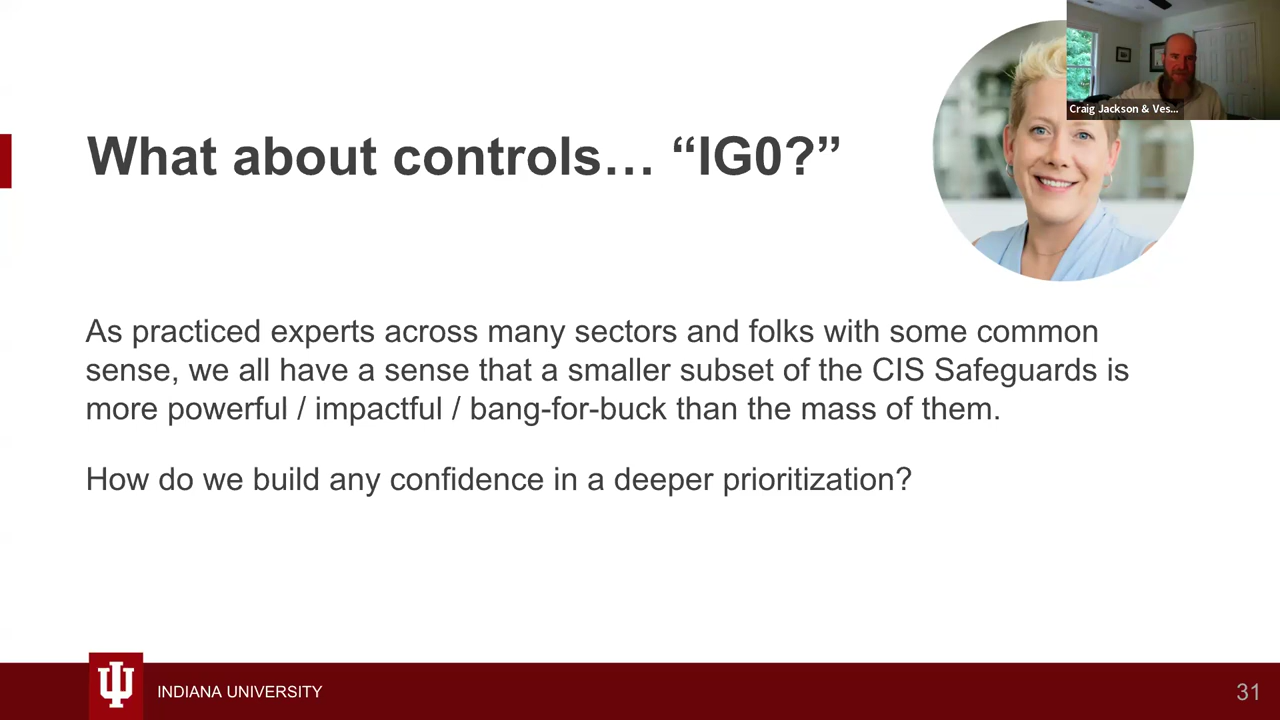 Craig Jackson & Ves...
What about controls… “IG0?”
As practiced experts across many sectors and folks with some common
sense, we all have a sense that a smaller subset of the CIS Safeguards is
more powerful / impactful / bang-for-buck than the mass of them.
How do we build any confidence in a deeper prioritization?
INDIANA UNIVERSITY
31